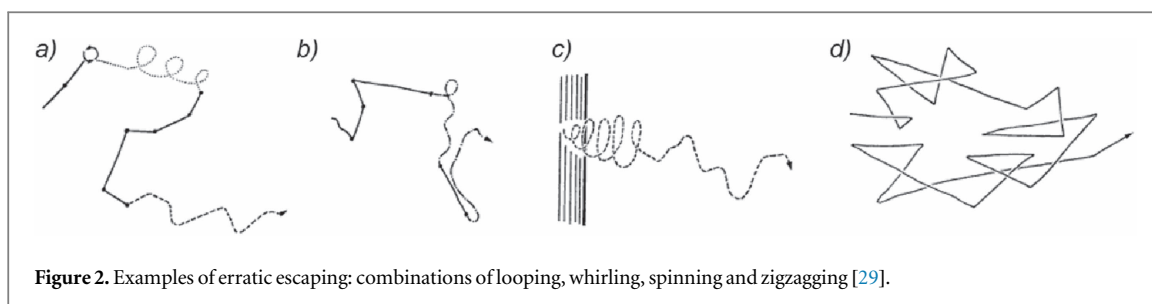 a) b) c) d)
Figure 2. Examples of erratic escaping: combinations of looping, whirling, spinning and zigzagging [29].